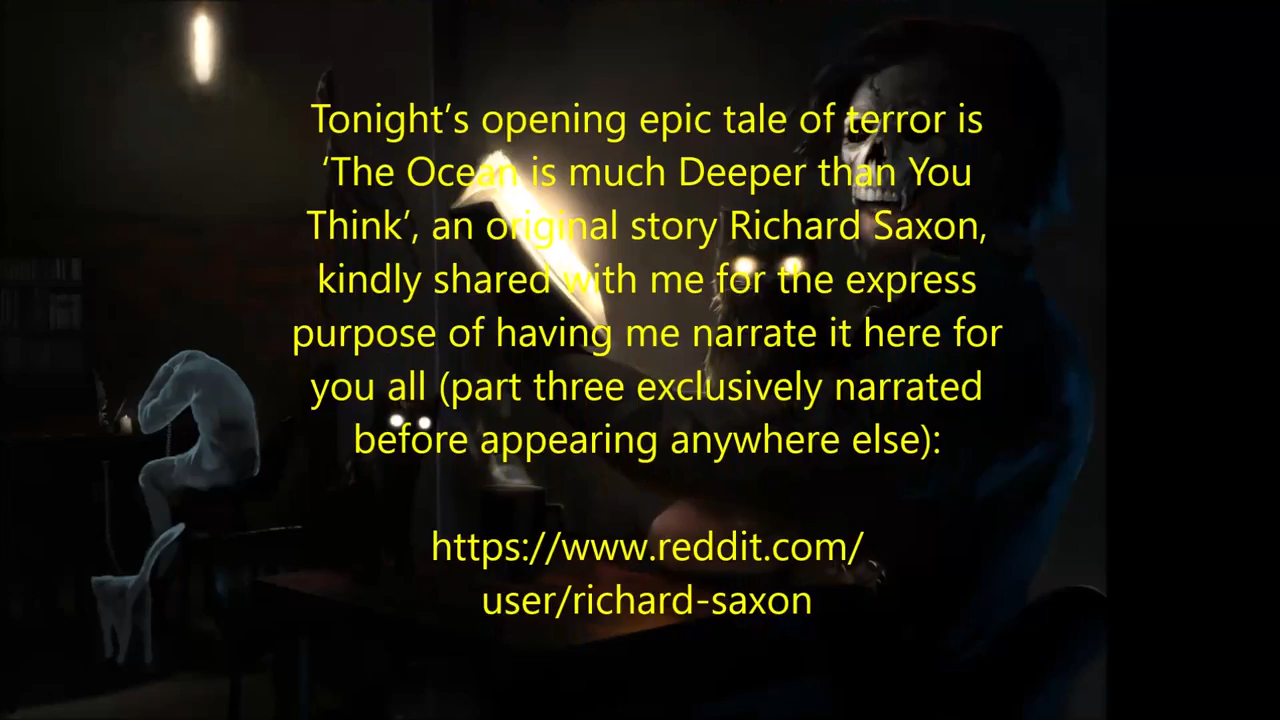 Tonight’s opening epic tale of terror is
‘The Ocean is much Deeper than You
Think’, an original story Richard Saxon,
kindly shared with me for the express
purpose of having me narrate it here for
you all (part three exclusively narrated
before appearing anywhere else):
https://www.reddit.com/
user/richard-saxon